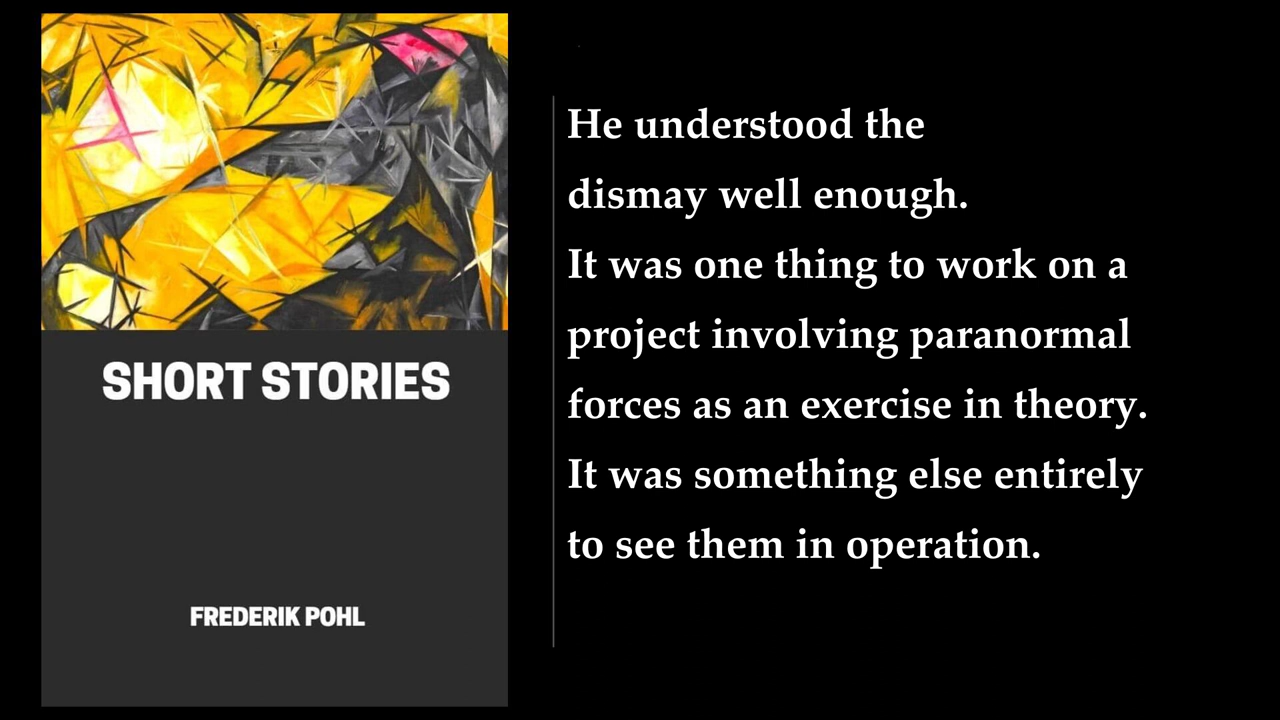 SHORT STORIES
FREDERIK POHL
He understood the
dismay well enough.
It was one thing to work on a
project involving paranormal
forces as an exercise in theory.
It was something else entirely
to see them in operation.